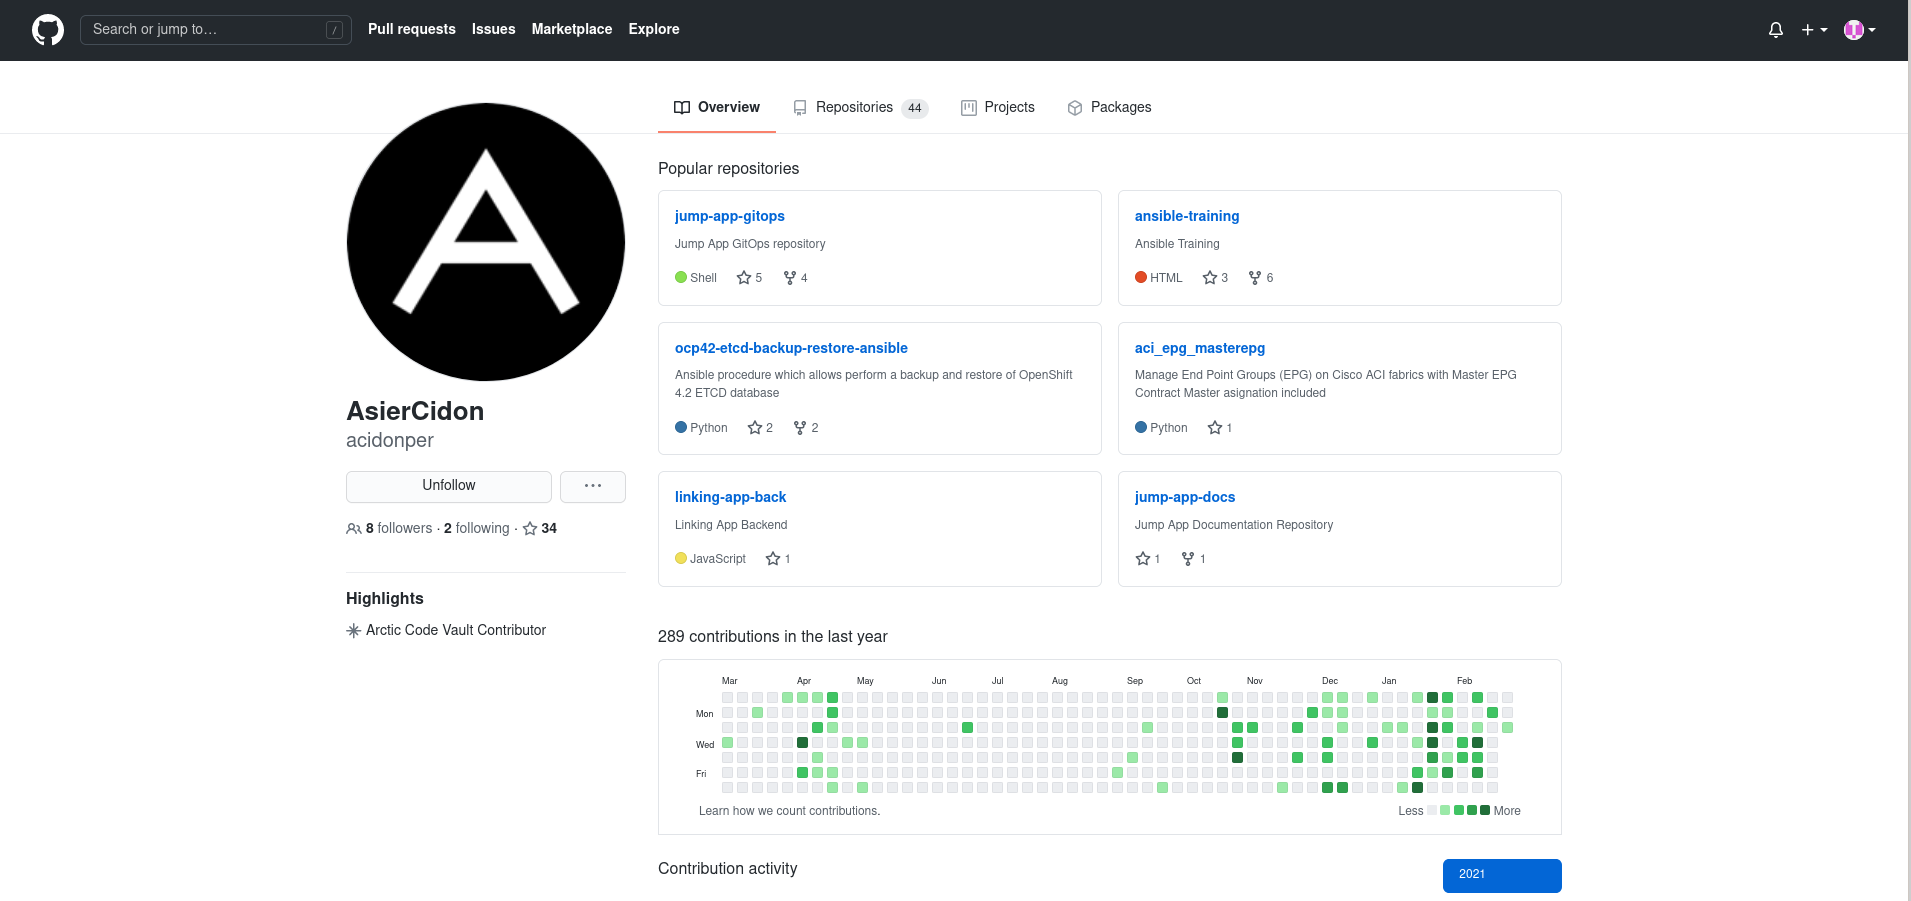 Search or jump to…
/
Pull requests
Issues
Marketplace
Explore
Overview
Repositories 44
Projects
Packages
A
AsierCidon
acidonper
Unfollow
8 followers · 2 following · 34
Highlights
Arctic Code Vault Contributor
Popular repositories
jump-app-gitops
Jump App GitOps repository
Shell 5 4
ansible-training
Ansible Training
HTML 3 6
ocp42-etcd-backup-restore-ansible
Ansible procedure which allows perform a backup and restore of OpenShift
4.2 ETCD database
Python 2 2
aci_epg_masterepg
Manage End Point Groups (EPG) on Cisco ACI fabrics with Master EPG
Contract Master asignation included
Python 1
linking-app-back
Linking App Backend
JavaScript 1
jump-app-docs
Jump App Documentation Repository
1 1
289 contributions in the last year
Mar Apr May Jun Jul Aug Sep Oct Nov Dec Jan Feb
Mon
Wed
Fri
Learn how we count contributions.
Less More
Contribution activity
2021